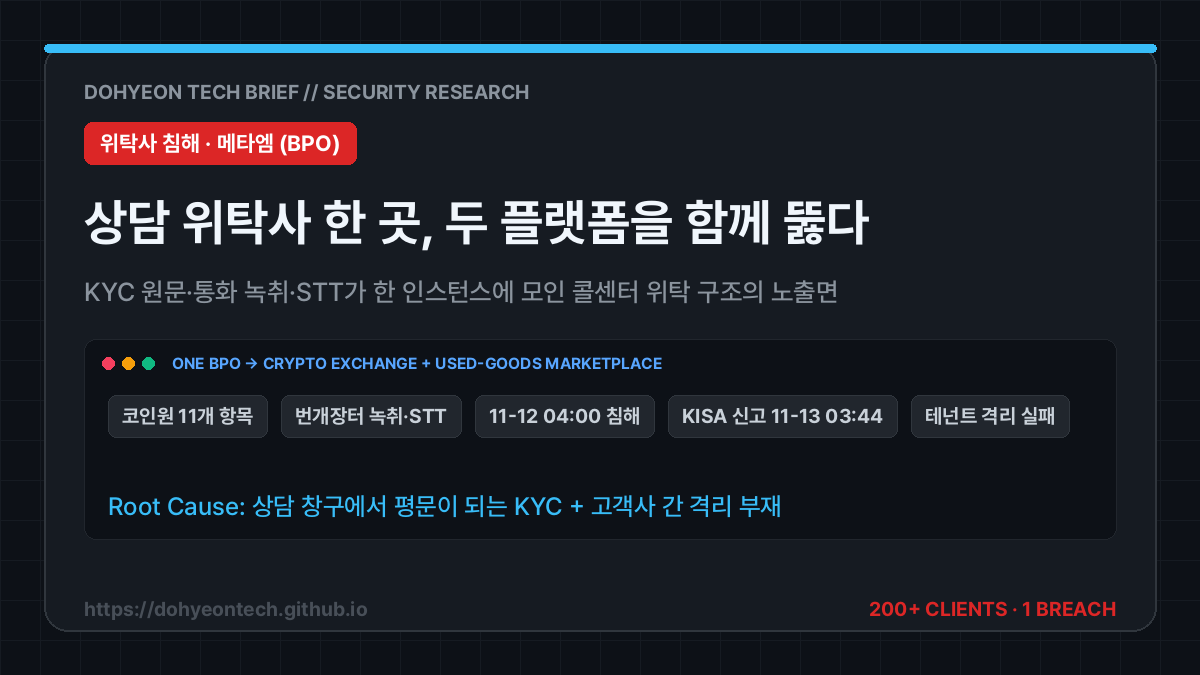 DOHYEON TECH BRIEF // SECURITY RESEARCH
위탁사 침해 · 메타엠 (BPO)
상담 위탁사 한 곳, 두 플랫폼을 함께 뚫다
KYC 원문·통화 녹취·STT가 한 인스턴스에 모인 콜센터 위탁 구조의 노출면
ONE BPO → CRYPTO EXCHANGE + USED-GOODS MARKETPLACE
코인원 11개 항목 번개장터 녹취·STT 11-12 04:00 침해 KISA 신고 11-13 03:44 테넌트 격리 실패
Root Cause: 상담 창구에서 평문이 되는 KYC + 고객사 간 격리 부재
https://dohyeontech.github.io 200+ CLIENTS · 1 BREACH